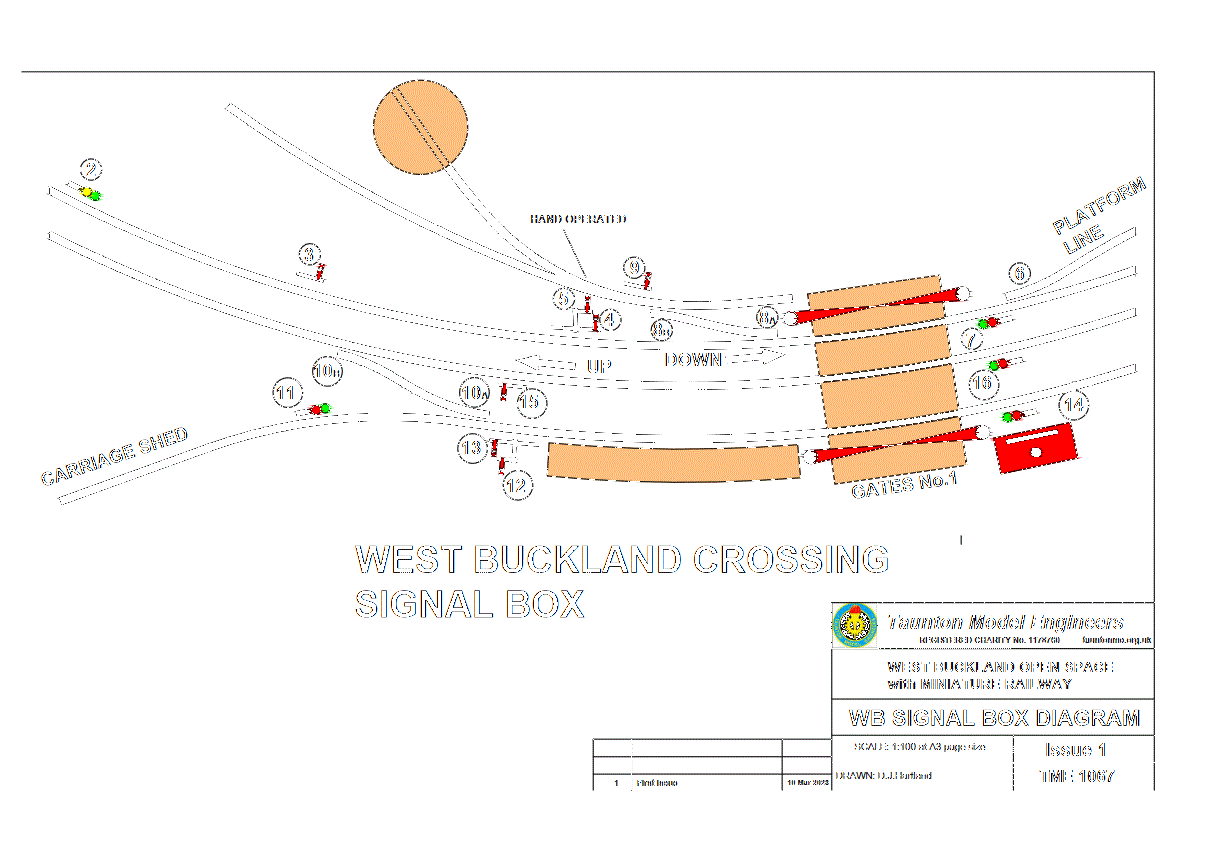 2
HAND OPERATED
PLATFORM
LINE
3
9
6
5
4
8B
8A
7
UP
DOWN
10B
10A
15
16
11
14
CARRIAGE SHED
13
12
GATES No.1
WEST BUCKLAND CROSSING
SIGNAL BOX
Taunton Model Engineers
REGISTERED CHARITY No.
tauntonme.org.uk
WEST BUCKLAND OPEN SPACE
with MINIATURE RAILWAY
WB SIGNAL BOX DIAGRAM
SCALE: 1:100 at A3 page size
Issue 1
DRAWN: D.J.Hartland
TME 1067
1 First Issue 10 Mar 2023